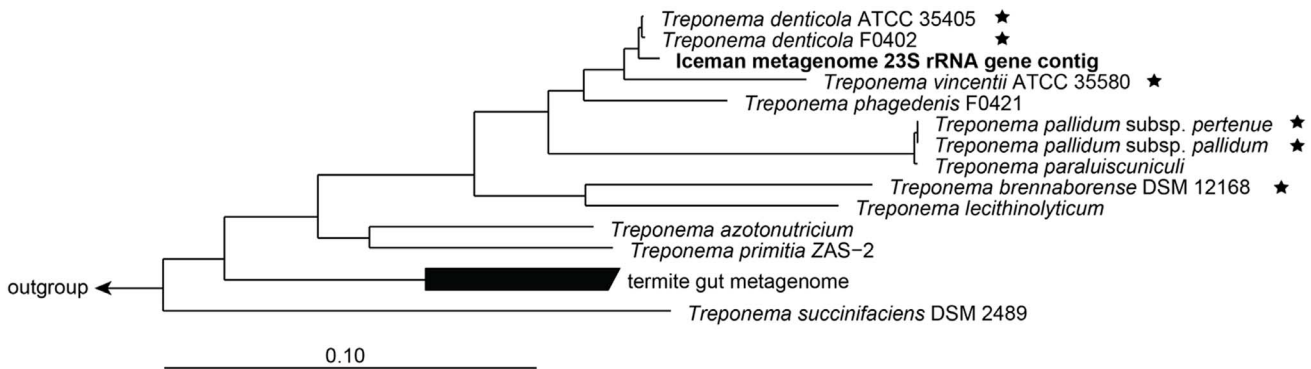 Treponema denticola ATCC 35405 ★
Treponema denticola F0402 ★
Iceman metagenome 23S rRNA gene contig
Treponema vincentii ATCC 35580 ★
Treponema phagedenis F0421
Treponema pallidum subsp. pertenue ★
Treponema pallidum subsp. pallidum ★
Treponema paraluiscuniculi
Treponema brennaborense DSM 12168 ★
Treponema lecithinolyticum
Treponema azotonutricium
Treponema primitia ZAS−2
termite gut metagenome
outgroup
Treponema succinifaciens DSM 2489
0.10